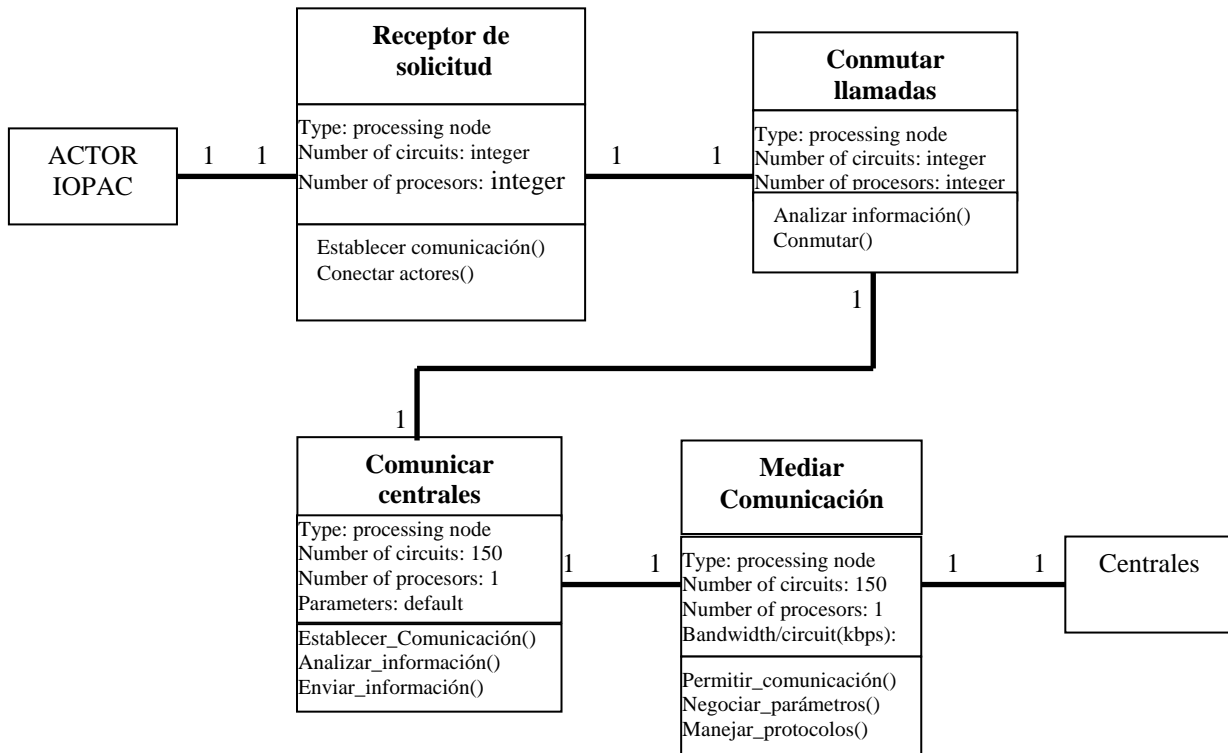 Receptor de
solicitud
Type: processing node
Number of circuits: integer
Number of procesors: integer
Establecer comunicación()
Conectar actores()
Conmutar
llamadas
Type: processing node
Number of circuits: integer
Number of procesors: integer
Analizar información()
Conmutar()
ACTOR
IOPAC
1 1
1 1
1
1
Comunicar
centrales
Type: processing node
Number of circuits: 150
Number of procesors: 1
Parameters: default
Establecer_Comunicación()
Analizar_información()
Enviar_información()
1 1
Mediar
Comunicación
Type: processing node
Number of circuits: 150
Number of procesors: 1
Bandwidth/circuit(kbps):
Permitir_comunicación()
Negociar_parámetros()
Manejar_protocolos()
1 1
Centrales